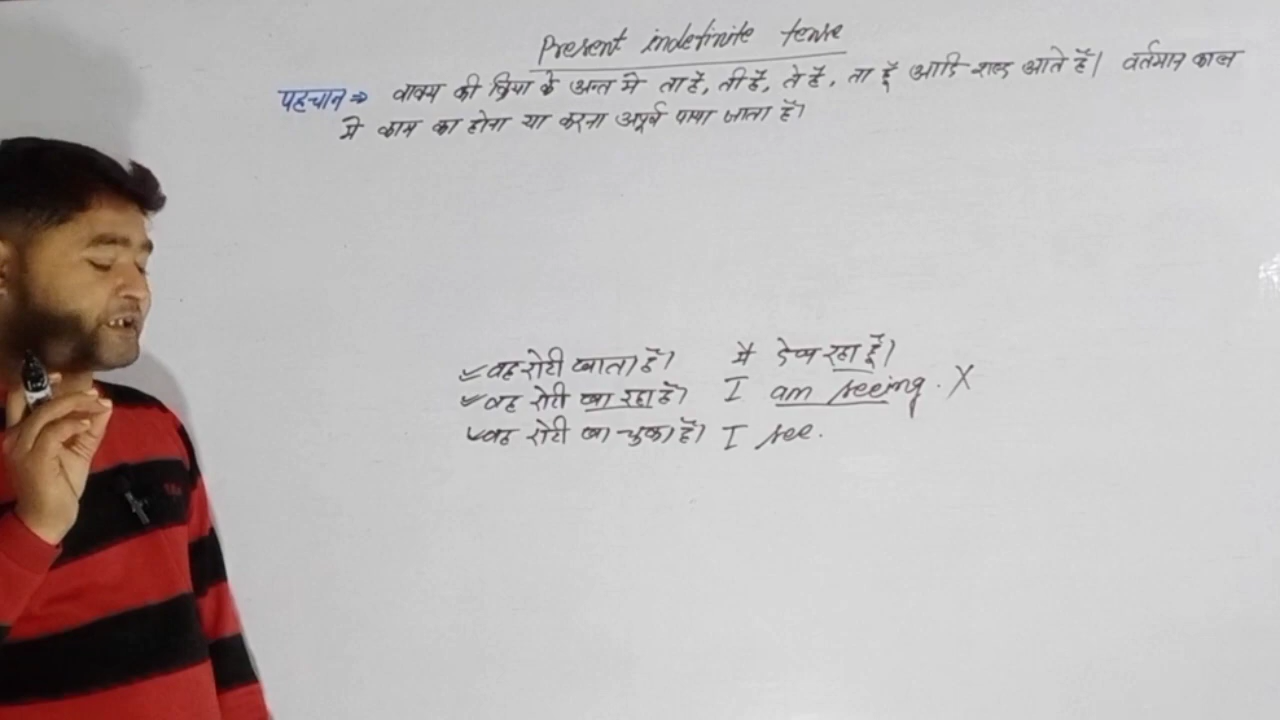 Present indefinite tense
पहचान ⇒ वाक्य की क्रिया के अन्त मे ता है, ती है, ते हैं, ता हूँ आदि शब्द आते हैं। वर्तमान काल
मे काम का होना या करना अपूर्ण पाया जाता है।
वह रोटी खाता है। मै देख रहा हूँ।
वह रोटी खा रहा है। I am seeing. X
वह रोटी खा चुका है। I see.